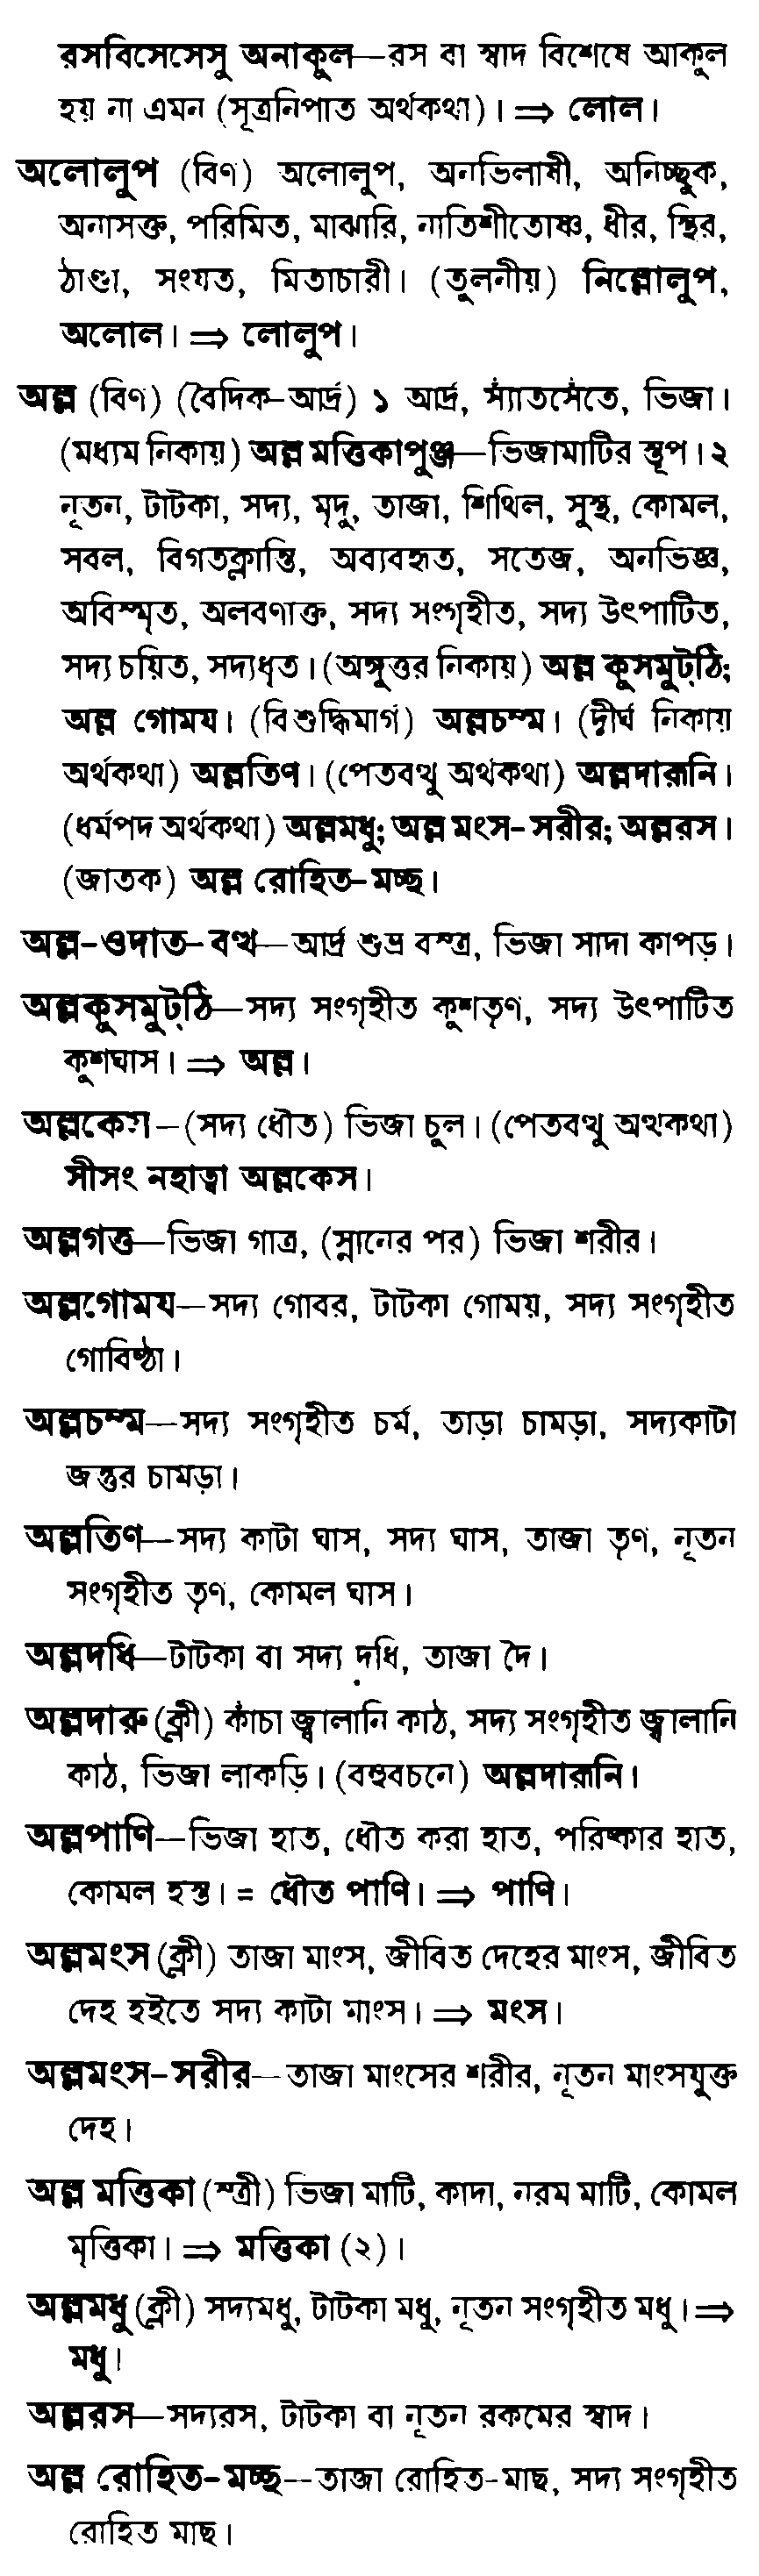 রসবিসেসেসু অনাকুল—রস বা স্বাদ বিশেষে আকুল
হয় না এমন (সূত্রনিপাত অর্থকথা)। ⇒ লোল।
অলোলুপ (বিণ) অলোলুপ, অনভিলাষী, অনিচ্ছুক,
অনাসক্ত, পরিমিত, মাঝারি, নাতিশীতোষ্ণ, ধীর, স্থির,
ঠাণ্ডা, সংযত, মিতাচারী। (তুলনীয়) নিল্লোলুপ,
অলোল। ⇒ লোলুপ।
অল্ল (বিণ) (বৈদিক-আর্দ্র) ১ আর্দ্র, স্যাঁতসেঁতে, ভিজা।
(মধ্যম নিকায়) অল্ল মত্তিকাপুঞ্জ—ভিজামাটির স্তূপ। ২
নূতন, টাটকা, সদ্য, মৃদু, তাজা, শিথিল, সুস্থ, কোমল,
সবল, বিগতক্লান্তি, অব্যবহৃত, সতেজ, অনভিজ্ঞ,
অবিস্মৃত, অলবণাক্ত, সদ্য সংগৃহীত, সদ্য উৎপাটিত,
সদ্য চয়িত, সদ্যধৃত। (অঙ্গুত্তর নিকায়) অল্ল কুসমুট্ঠি;
অল্ল গোময। (বিশুদ্ধিমার্গ) অল্লচম্ম। (দীর্ঘ নিকায়
অর্থকথা) অল্লতিণ। (পেতবত্থু অর্থকথা) অল্লদারূনি।
(ধর্মপদ অর্থকথা) অল্লমধু; অল্ল মংস-সরীর; অল্লরস।
(জাতক) অল্ল রোহিত-মচ্ছ।
অল্ল-ওদাত-বত্থ—আর্দ্র শুভ্র বস্ত্র, ভিজা সাদা কাপড়।
অল্লকুসমুট্ঠি—সদ্য সংগৃহীত কুশতৃণ, সদ্য উৎপাটিত
কুশঘাস। ⇒ অল্ল।
অল্লকেস–(সদ্য ধৌত) ভিজা চুল। (পেতবত্থু অত্থকথা)
সীসং নহাত্বা অল্লকেস।
অল্লগত্ত—ভিজা গাত্র, (স্নানের পর) ভিজা শরীর।
অল্লগোময—সদ্য গোবর, টাটকা গোময়, সদ্য সংগৃহীত
গোবিষ্ঠা।
অল্লচম্ম—সদ্য সংগৃহীত চর্ম, তাড়া চামড়া, সদ্যকাটা
জন্তুর চামড়া।
অল্লতিণ—সদ্য কাটা ঘাস, সদ্য ঘাস, তাজা তৃণ, নূতন
সংগৃহীত তৃণ, কোমল ঘাস।
অল্লদধি—টাটকা বা সদ্য দধি, তাজা দৈ।
অল্লদারু (ক্লী) কাঁচা জ্বালানি কাঠ, সদ্য সংগৃহীত জ্বালানি
কাঠ, ভিজা লাকড়ি। (বহুবচনে) অল্লদারূনি।
অল্লপাণি—ভিজা হাত, ধৌত করা হাত, পরিষ্কার হাত,
কোমল হস্ত। = ধৌত পাণি। ⇒ পাণি।
অল্লমংস (ক্লী) তাজা মাংস, জীবিত দেহের মাংস, জীবিত
দেহ হইতে সদ্য কাটা মাংস। ⇒ মংস।
অল্লমংস-সরীর—তাজা মাংসের শরীর, নূতন মাংসযুক্ত
দেহ।
অল্ল মত্তিকা (স্ত্রী) ভিজা মাটি, কাদা, নরম মাটি, কোমল
মৃত্তিকা। ⇒ মত্তিকা (২)।
অল্লমধু (ক্লী) সদ্যমধু, টাটকা মধু, নূতন সংগৃহীত মধু। ⇒
মধু।
অল্লরস—সদ্যরস, টাটকা বা নূতন রকমের স্বাদ।
অল্ল রোহিত-মচ্ছ--তাজা রোহিত-মাছ, সদ্য সংগৃহীত
রোহিত মাছ।